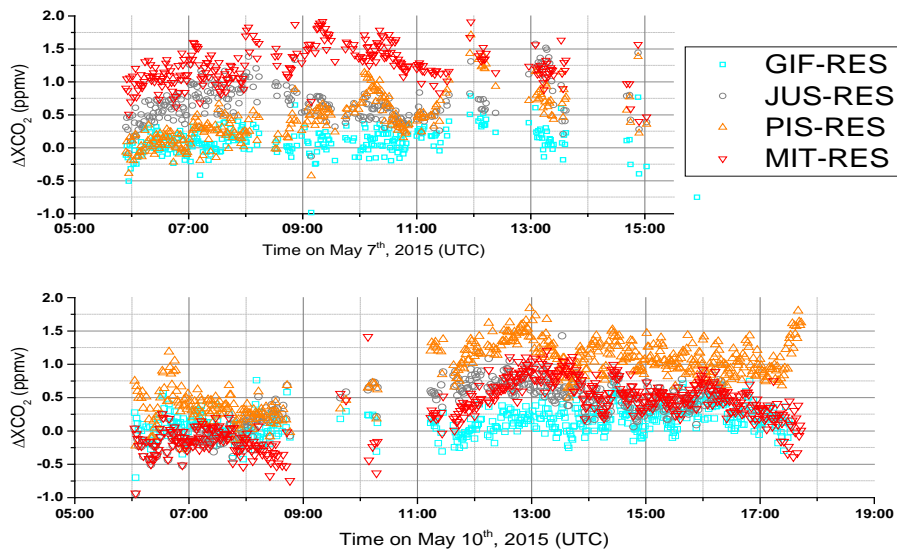 2.0
1.5
1.0
0.5
0.0
-0.5
-1.0
ΔXCO₂ (ppmv)
05:00 07:00 09:00 11:00 13:00 15:00
Time on May 7ᵗʰ, 2015 (UTC)
GIF-RES
JUS-RES
PIS-RES
MIT-RES
2.0
1.5
1.0
0.5
0.0
-0.5
-1.0
ΔXCO₂ (ppmv)
05:00 07:00 09:00 11:00 13:00 15:00 17:00 19:00
Time on May 10ᵗʰ, 2015 (UTC)